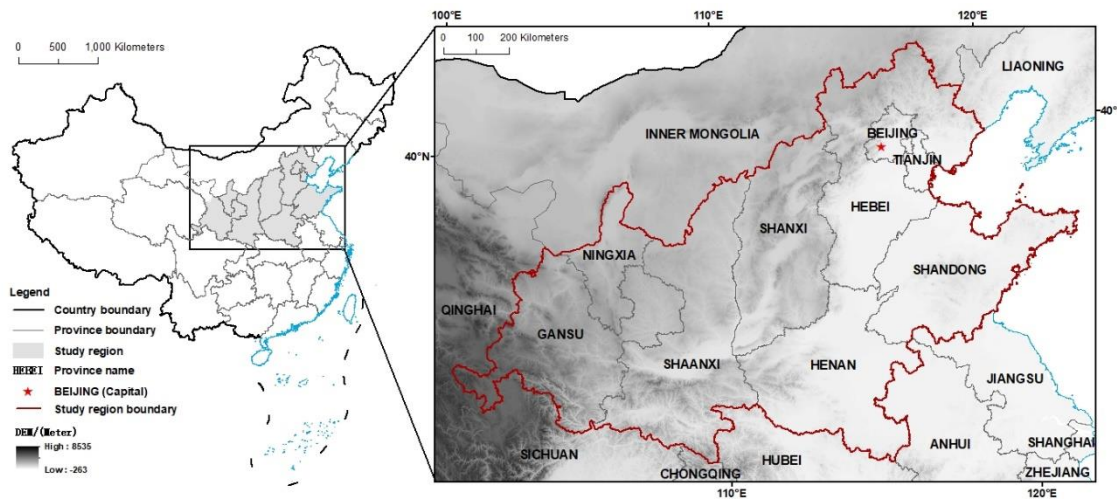 0 500 1,000 Kilometers
40°N
Legend
Country boundary
Province boundary
Study region
HEBEI Province name
BEIJING (Capital)
Study region boundary
DEM/(Meter)
High : 8535
Low : -263
100°E 110°E 120°E
0 100 200 Kilometers
LIAONING
40°
INNER MONGOLIA
BEIJING
TIANJIN
HEBEI
SHANXI
NINGXIA
SHANDONG
QINGHAI
GANSU
SHAANXI
HENAN
JIANGSU
ANHUI
SHANGHAI
SICHUAN
HUBEI
CHONGQING
ZHEJIANG
110°E 120°E